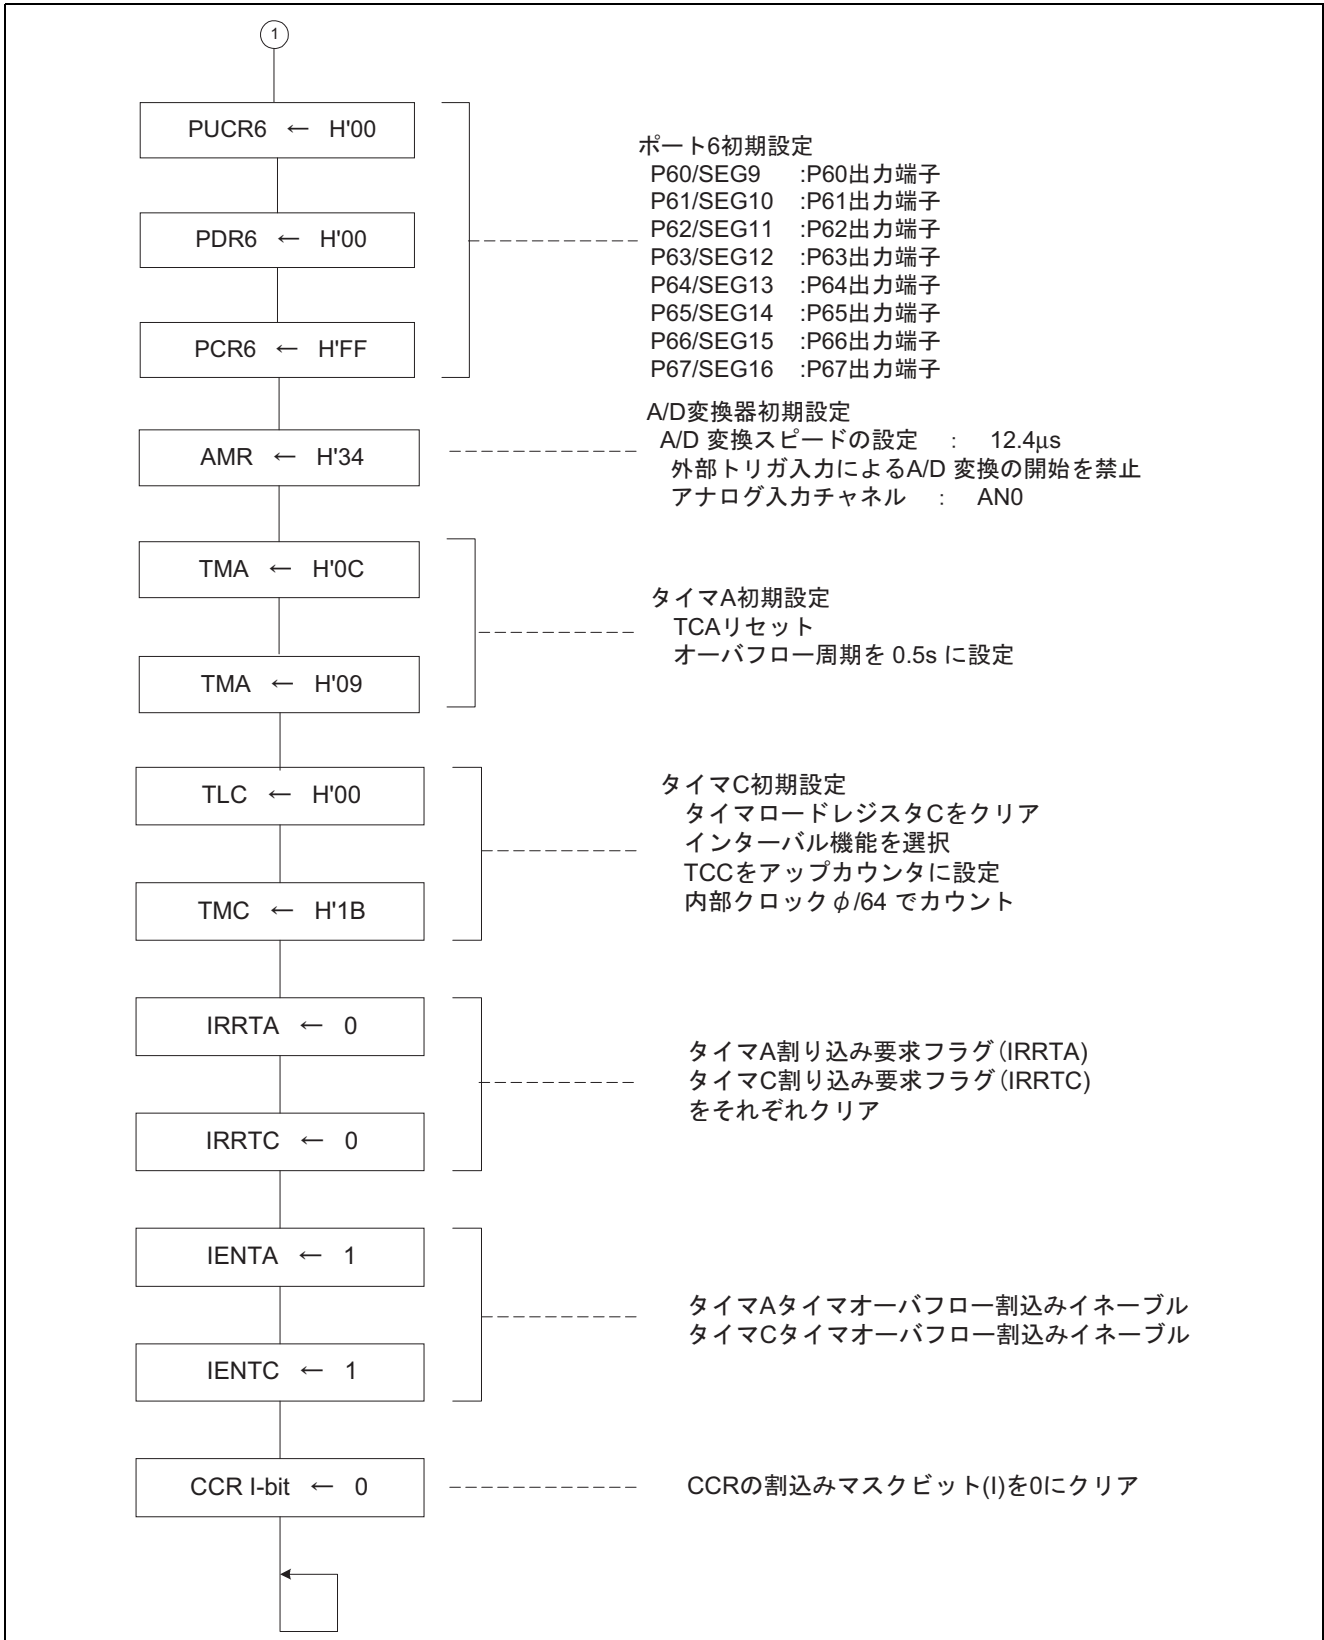 1
PUCR6 ← H'00
PDR6 ← H'00
PCR6 ← H'FF
ポート6初期設定
P60/SEG9 :P60出力端子
P61/SEG10 :P61出力端子
P62/SEG11 :P62出力端子
P63/SEG12 :P63出力端子
P64/SEG13 :P64出力端子
P65/SEG14 :P65出力端子
P66/SEG15 :P66出力端子
P67/SEG16 :P67出力端子
AMR ← H'34
A/D変換器初期設定
A/D 変換スピードの設定 : 12.4μs
外部トリガ入力によるA/D 変換の開始を禁止
アナログ入力チャネル : AN0
TMA ← H'0C
TMA ← H'09
タイマA初期設定
TCAリセット
オーバフロー周期を 0.5s に設定
TLC ← H'00
TMC ← H'1B
タイマC初期設定
タイマロードレジスタCをクリア
インターバル機能を選択
TCCをアップカウンタに設定
内部クロックφ/64 でカウント
IRRTA ← 0
IRRTC ← 0
タイマA割り込み要求フラグ(IRRTA)
タイマC割り込み要求フラグ(IRRTC)
をそれぞれクリア
IENTA ← 1
IENTC ← 1
タイマAタイマオーバフロー割込みイネーブル
タイマCタイマオーバフロー割込みイネーブル
CCR I-bit ← 0
CCRの割込みマスクビット(I)を0にクリア